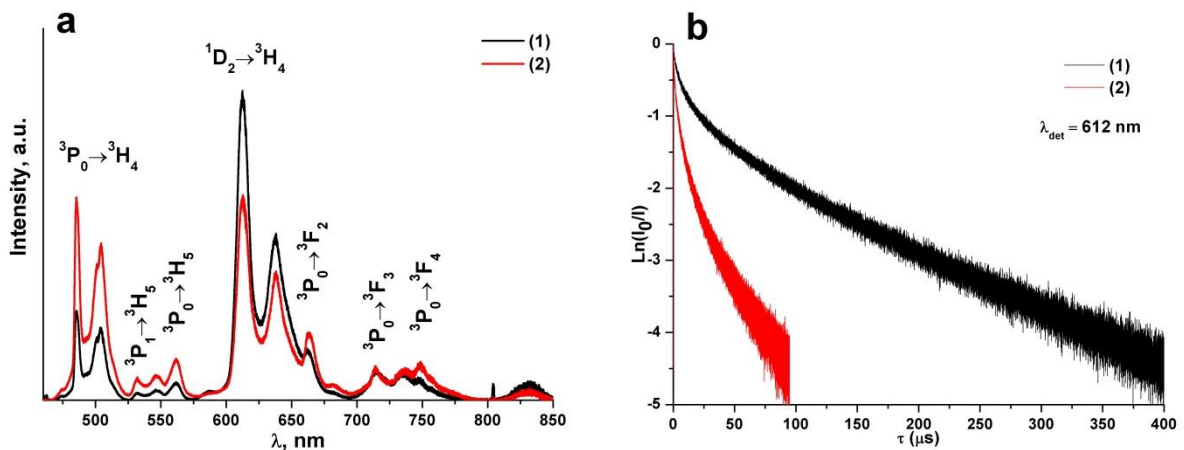 a
(1)
(2)
¹D₂→³H₄
³P₀→³H₄
³P₁→³H₅
³P₀→³H₅
³P₀→³F₂
³P₀→³F₃
³P₀→³F₄
Intensity, a.u.
500 550 600 650 700 750 800 850
λ, nm
b
(1)
(2)
λdet = 612 nm
Ln(I₀/I)
0
-1
-2
-3
-4
-5
0 50 100 150 200 250 300 350 400
τ (μs)